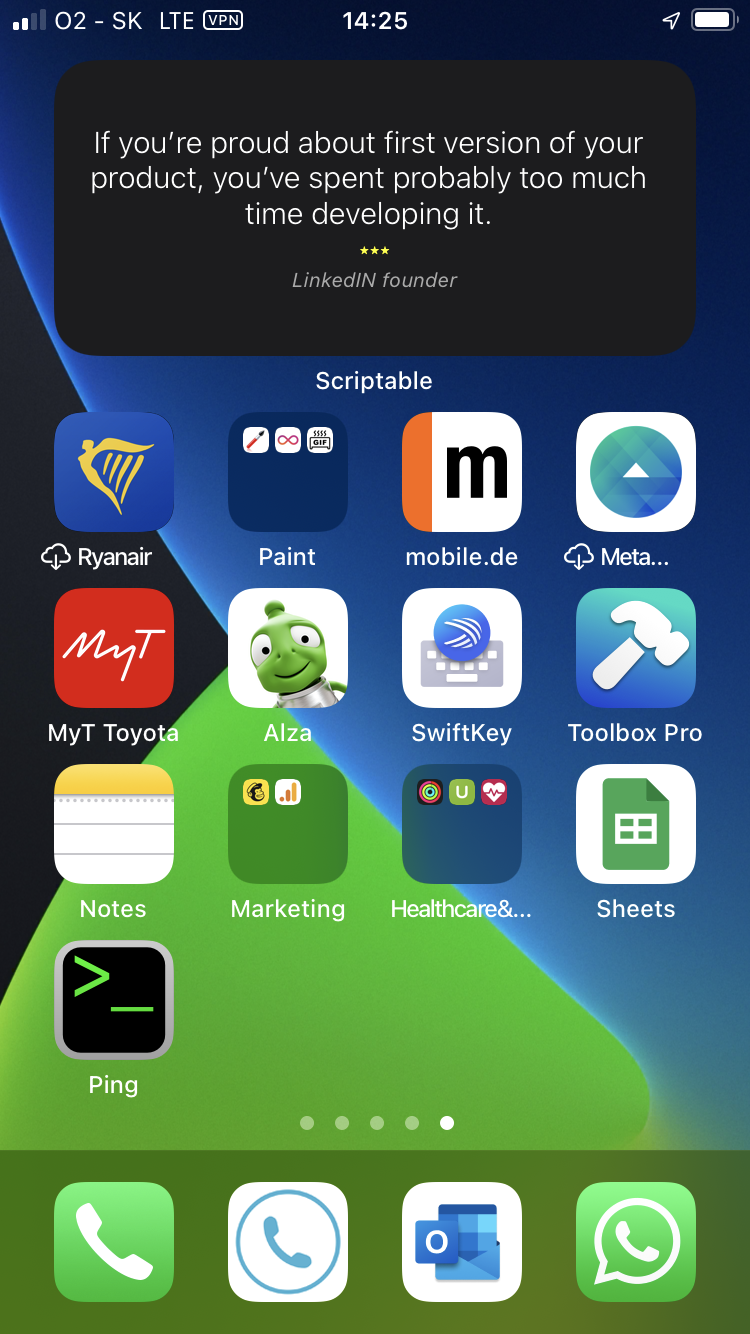 O2 - SK LTE VPN 14:25
If you're proud about first version of your
product, you've spent probably too much
time developing it.
★★★
LinkedIN founder
Scriptable
GIF
m
Ryanair Paint mobile.de Meta...
MyT
MyT Toyota Alza SwiftKey Toolbox Pro
U
Notes Marketing Healthcare&... Sheets
>_
Ping
O